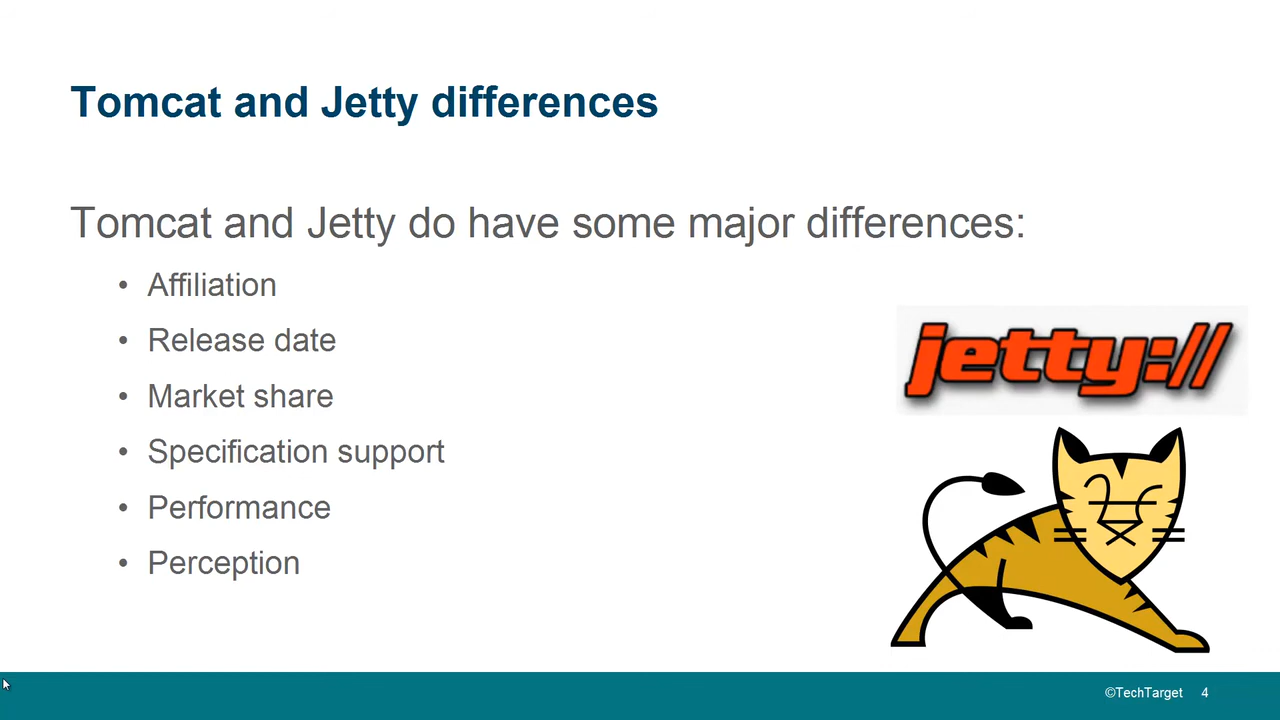 Tomcat and Jetty differences
Tomcat and Jetty do have some major differences:
• Affiliation
• Release date
• Market share
• Specification support
• Performance
• Perception
jetty://
©TechTarget 4